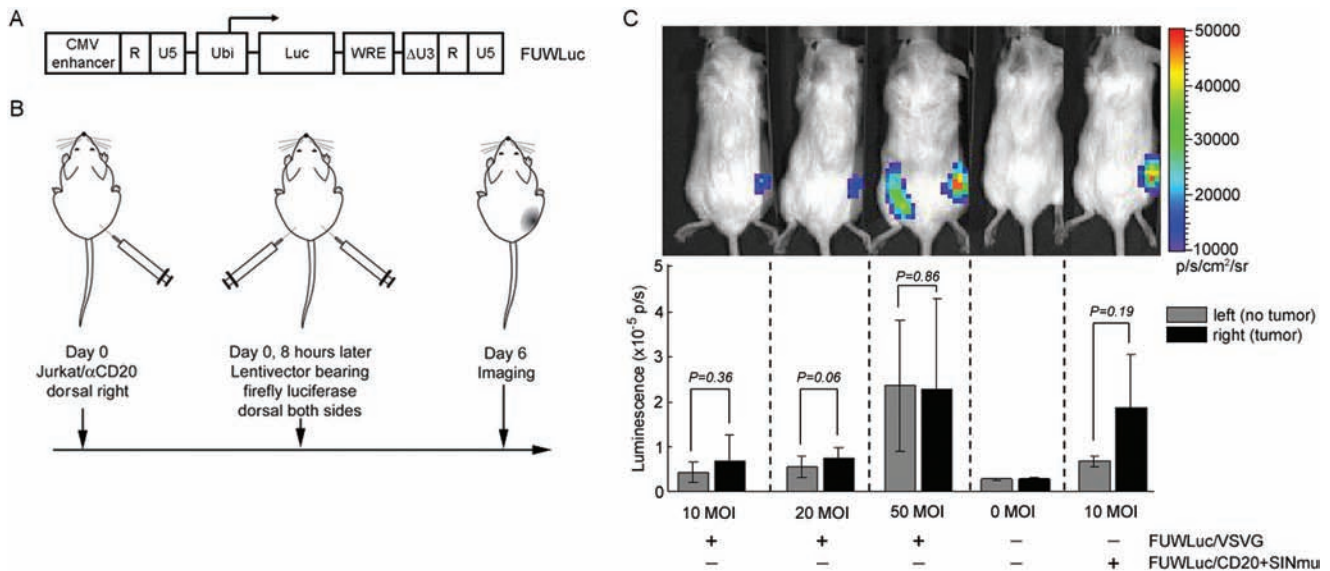 A
CMV enhancer R U5 Ubi Luc WRE ΔU3 R U5 FUWLuc
B
Day 0
Jurkat/αCD20
dorsal right
Day 0, 8 hours later
Lentivector bearing
firefly luciferase
dorsal both sides
Day 6
Imaging
C
50000
40000
30000
20000
10000
p/s/cm²/sr
Luminescence (x10⁻⁵ p/s)
5
4
3
2
1
0
P=0.36
P=0.06
P=0.86
P=0.19
left (no tumor)
right (tumor)
10 MOI 20 MOI 50 MOI 0 MOI 10 MOI
+ + + – – FUWLuc/VSVG
– – – – + FUWLuc/CD20+SINmu